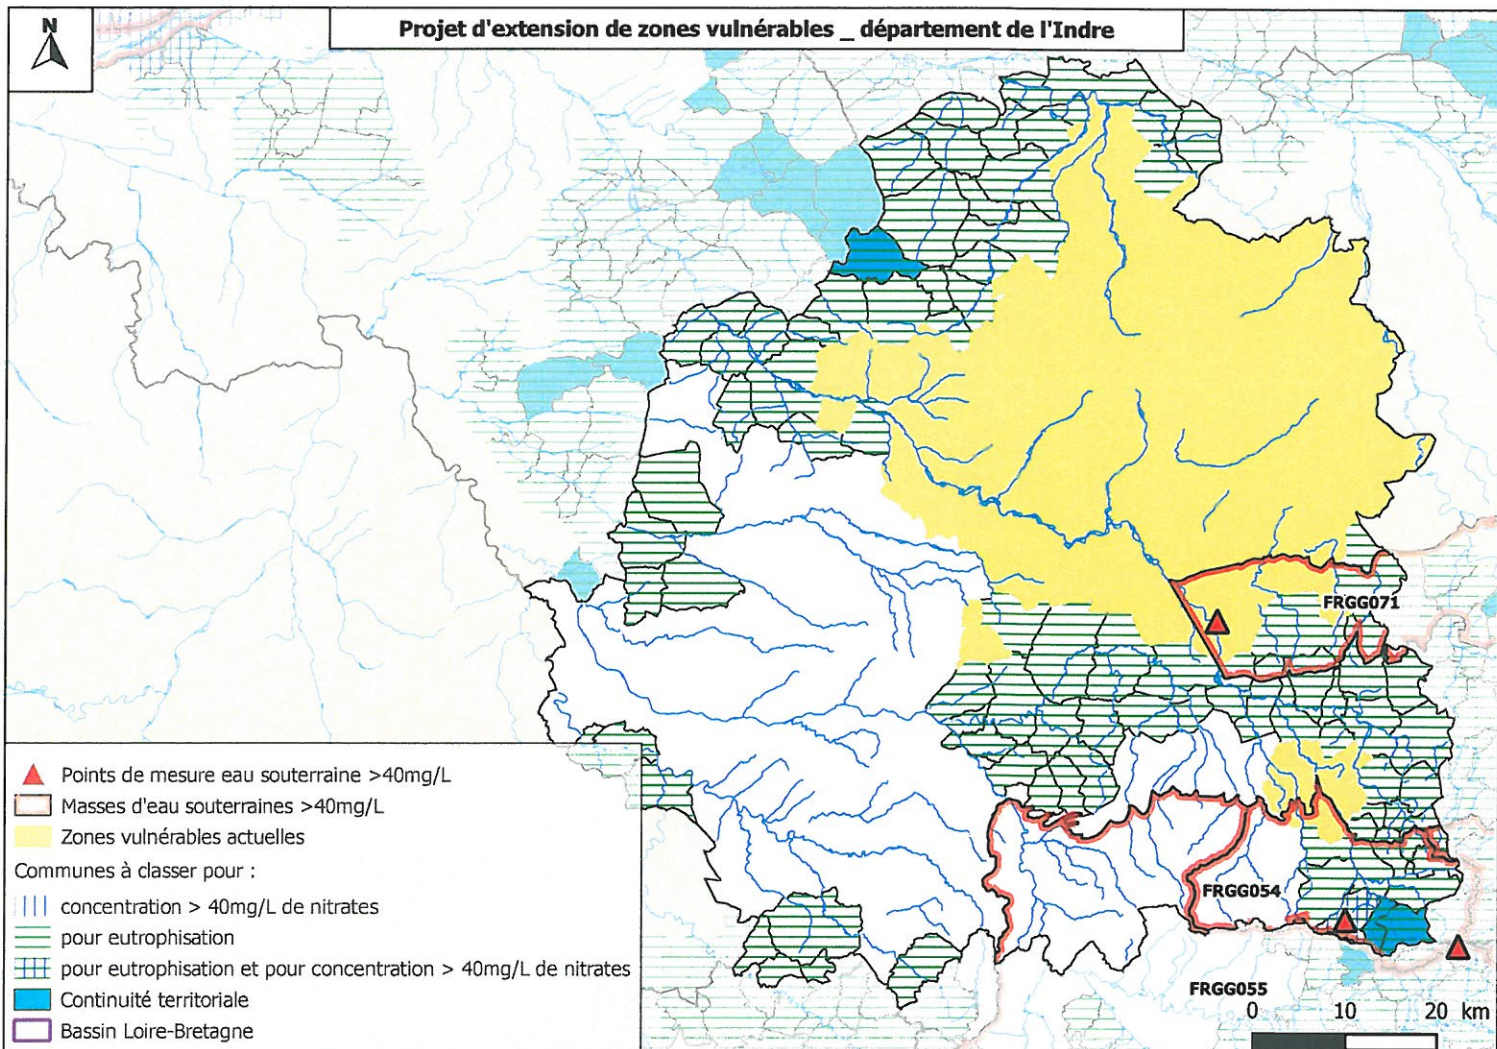 N
Projet d'extension de zones vulnérables _ département de l'Indre
FRGG071
FRGG054
FRGG055
Points de mesure eau souterraine >40mg/L
Masses d'eau souterraines >40mg/L
Zones vulnérables actuelles
Communes à classer pour :
concentration > 40mg/L de nitrates
pour eutrophisation
pour eutrophisation et pour concentration > 40mg/L de nitrates
Continuité territoriale
Bassin Loire-Bretagne
0 10 20 km